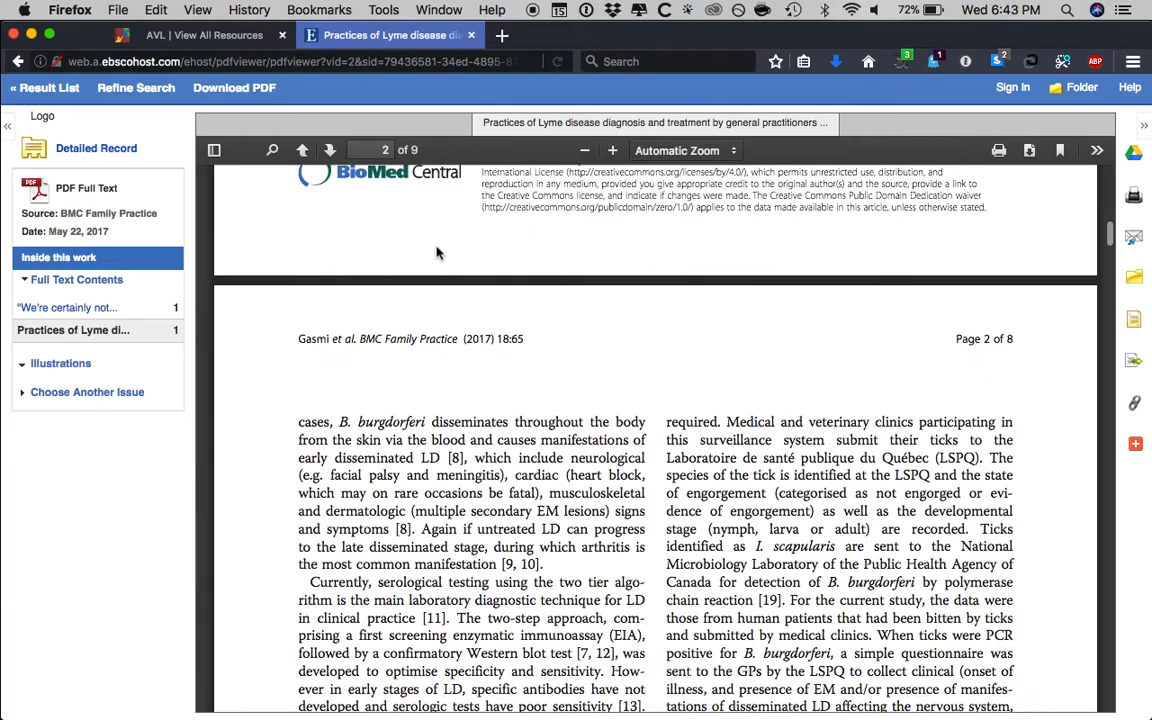 Firefox File Edit View History Bookmarks Tools Window Help 15 72% Wed 6:43 PM
AVL | View All Resources × Practices of Lyme disease di × +
web.a.ebscohost.com/ehost/pdfviewer/pdfviewer?vid=2&sid=79436581-34ed-4895-87 Search 3 1 2 ABP
« Result List Refine Search Download PDF Sign In Folder Help
Logo
Detailed Record
PDF Full Text
Source: BMC Family Practice
Date: May 22, 2017
Inside this work
Full Text Contents
"We're certainly not... 1
Practices of Lyme di... 1
Illustrations
Choose Another Issue
Practices of Lyme disease diagnosis and treatment by general practitioners ...
2 of 9 Automatic Zoom
BioMed Central
International License (http://creativecommons.org/licenses/by/4.0/), which permits unrestricted use, distribution, and
reproduction in any medium, provided you give appropriate credit to the original author(s) and the source, provide a link to
the Creative Commons license, and indicate if changes were made. The Creative Commons Public Domain Dedication waiver
(http://creativecommons.org/publicdomain/zero/1.0/) applies to the data made available in this article, unless otherwise stated.
Gasmi et al. BMC Family Practice (2017) 18:65
Page 2 of 8
cases, B. burgdorferi disseminates throughout the body
from the skin via the blood and causes manifestations of
early disseminated LD [8], which include neurological
(e.g. facial palsy and meningitis), cardiac (heart block,
which may on rare occasions be fatal), musculoskeletal
and dermatologic (multiple secondary EM lesions) signs
and symptoms [8]. Again if untreated LD can progress
to the late disseminated stage, during which arthritis is
the most common manifestation [9, 10].
Currently, serological testing using the two tier algo-
rithm is the main laboratory diagnostic technique for LD
in clinical practice [11]. The two-step approach, com-
prising a first screening enzymatic immunoassay (EIA),
followed by a confirmatory Western blot test [7, 12], was
developed to optimise specificity and sensitivity. How-
ever in early stages of LD, specific antibodies have not
developed and serologic tests have poor sensitivity [13].
required. Medical and veterinary clinics participating in
this surveillance system submit their ticks to the
Laboratoire de santé publique du Québec (LSPQ). The
species of the tick is identified at the LSPQ and the state
of engorgement (categorised as not engorged or evi-
dence of engorgement) as well as the developmental
stage (nymph, larva or adult) are recorded. Ticks
identified as I. scapularis are sent to the National
Microbiology Laboratory of the Public Health Agency of
Canada for detection of B. burgdorferi by polymerase
chain reaction [19]. For the current study, the data were
those from human patients that had been bitten by ticks
and submitted by medical clinics. When ticks were PCR
positive for B. burgdorferi, a simple questionnaire was
sent to the GPs by the LSPQ to collect clinical (onset of
illness, and presence of EM and/or presence of manifes-
tations of disseminated LD affecting the nervous system,